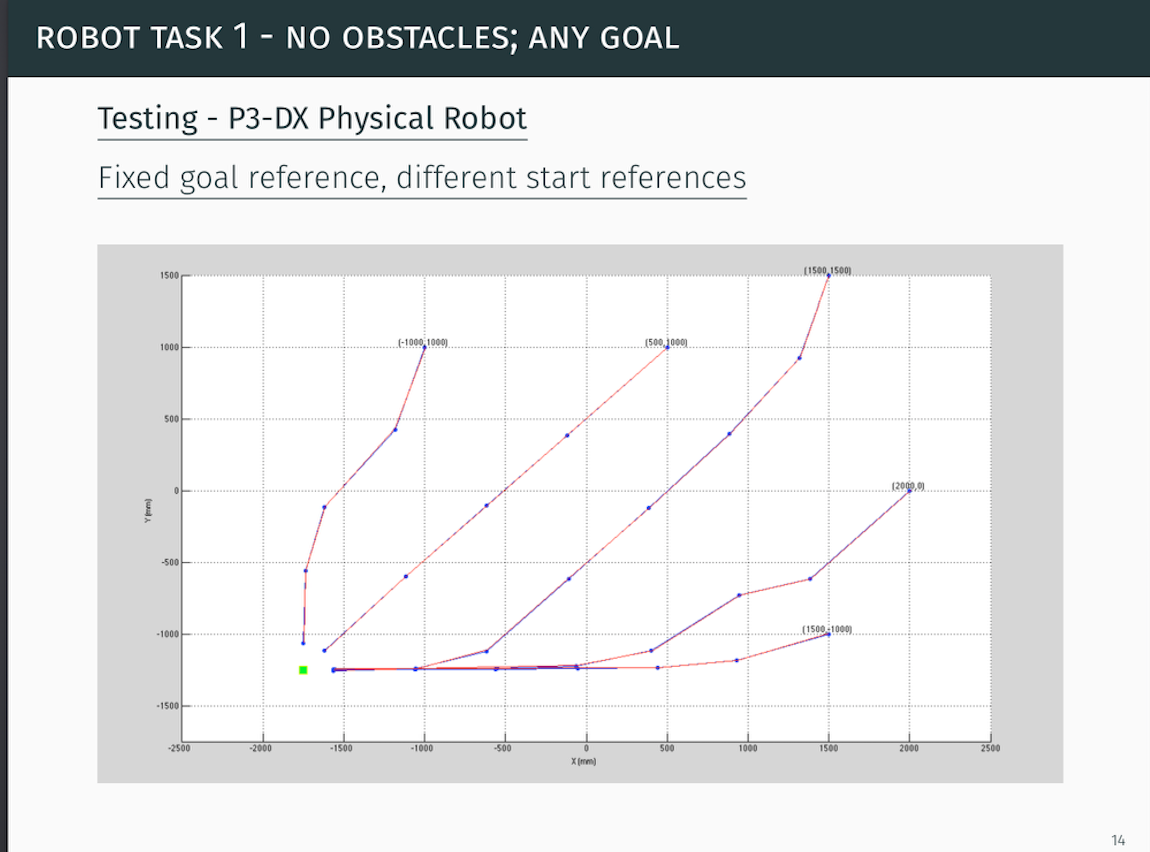 ROBOT TASK 1 - NO OBSTACLES; ANY GOAL
Testing - P3-DX Physical Robot
Fixed goal reference, different start references
(1500,1500)
1500
(-1000,1000)
(500,1000)
1000
500
(2000,0)
0
Y (mm)
-500
(1500,-1000)
-1000
-1500
-2500 -2000 -1500 -1000 -500 0 500 1000 1500 2000 2500
X (mm)
14